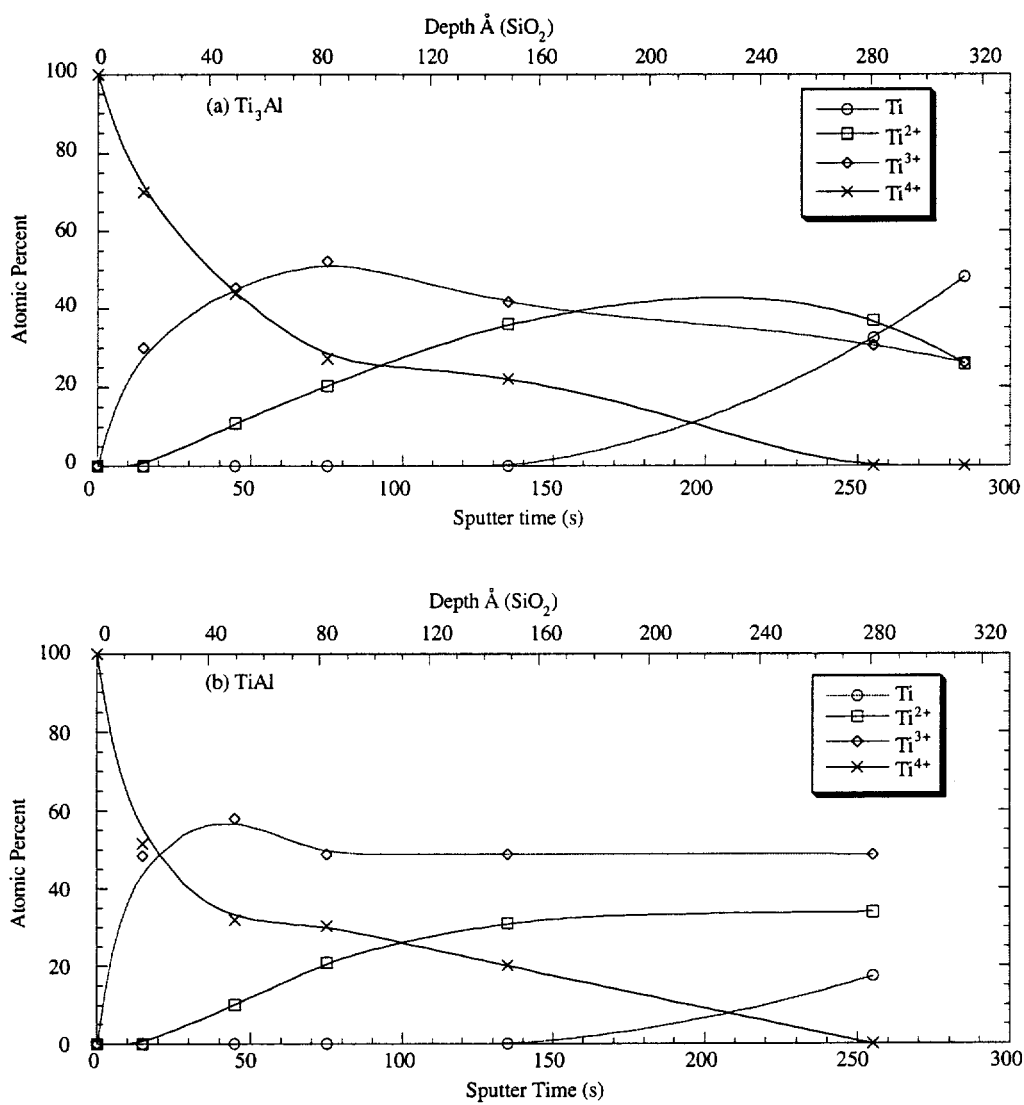 Depth Å (SiO₂)
0 40 80 120 160 200 240 280 320
100
80
60
40
20
0
Atomic Percent
(a) Ti₃Al
Ti
Ti²⁺
Ti³⁺
Ti⁴⁺
0 50 100 150 200 250 300
Sputter time (s)
Depth Å (SiO₂)
0 40 80 120 160 200 240 280 320
100
80
60
40
20
0
Atomic Percent
(b) TiAl
Ti
Ti²⁺
Ti³⁺
Ti⁴⁺
0 50 100 150 200 250 300
Sputter Time (s)